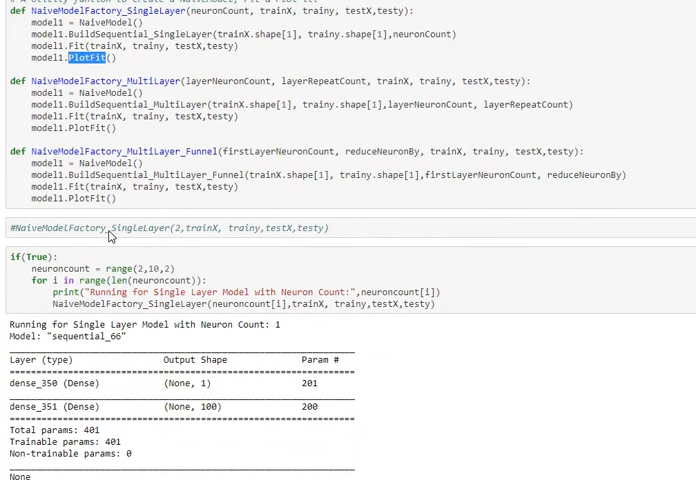 def NaiveModelFactory_SingleLayer(neuronCount, trainX, trainy, testX,testy):
model1 = NaiveModel()
model1.BuildSequential_SingleLayer(trainX.shape[1], trainy.shape[1],neuronCount)
model1.Fit(trainX, trainy, testX,testy)
model1.PlotFit()
def NaiveModelFactory_MultiLayer(layerNeuronCount, layerRepeatCount, trainX, trainy, testX,testy):
model1 = NaiveModel()
model1.BuildSequential_MultiLayer(trainX.shape[1], trainy.shape[1],layerNeuronCount, layerRepeatCount)
model1.Fit(trainX, trainy, testX,testy)
model1.PlotFit()
def NaiveModelFactory_MultiLayer_Funnel(firstLayerNeuronCount, reduceNeuronBy, trainX, trainy, testX,testy):
model1 = NaiveModel()
model1.BuildSequential_MultiLayer_Funnel(trainX.shape[1], trainy.shape[1],firstLayerNeuronCount, reduceNeuronBy)
model1.Fit(trainX, trainy, testX,testy)
model1.PlotFit()
#NaiveModelFactory_SingleLayer(2,trainX, trainy,testX,testy)
if(True):
neuroncount = range(2,10,2)
for i in range(len(neuroncount)):
print("Running for Single Layer Model with Neuron Count:",neuroncount[i])
NaiveModelFactory_SingleLayer(neuroncount[i],trainX, trainy,testX,testy)
Running for Single Layer Model with Neuron Count: 1
Model: "sequential_66"
Layer (type) Output Shape Param #
dense_350 (Dense) (None, 1) 201
dense_351 (Dense) (None, 100) 200
Total params: 401
Trainable params: 401
Non-trainable params: 0
None